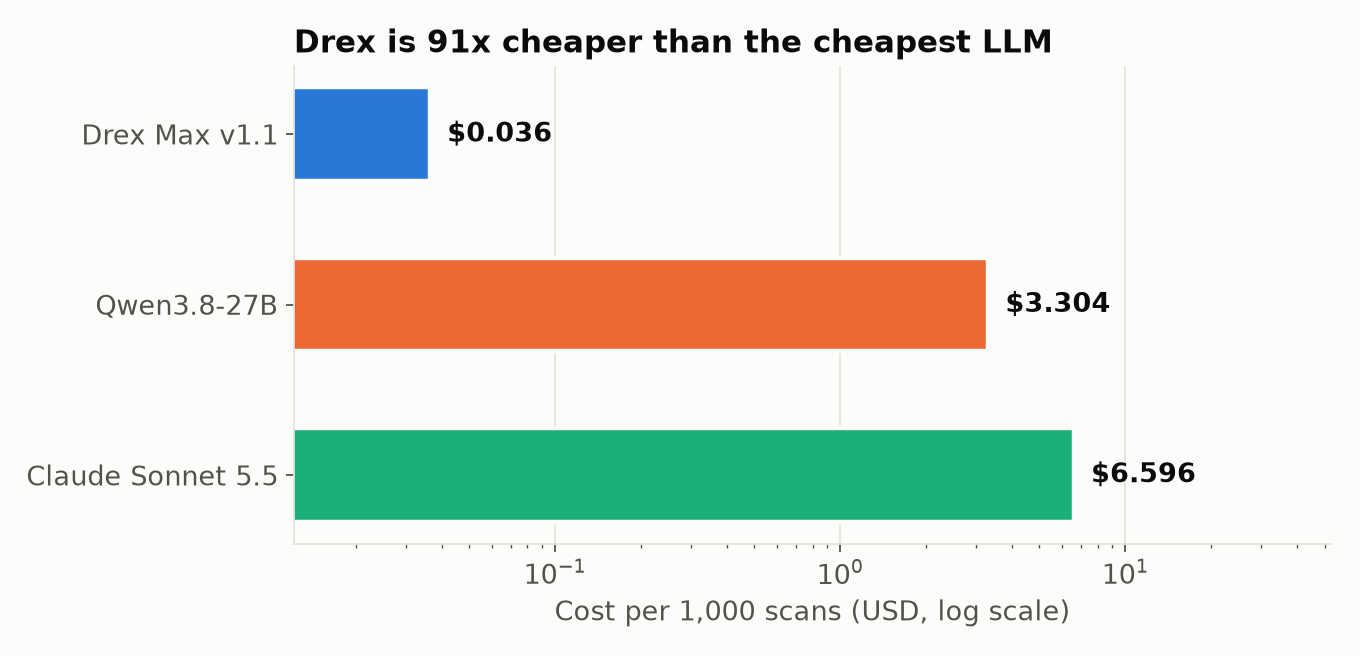 Drex is 91x cheaper than the cheapest LLM
Drex Max v1.1
$0.036
Qwen3.8-27B
$3.304
Claude Sonnet 5.5
$6.596
10⁻¹ 10⁰ 10¹
Cost per 1,000 scans (USD, log scale)